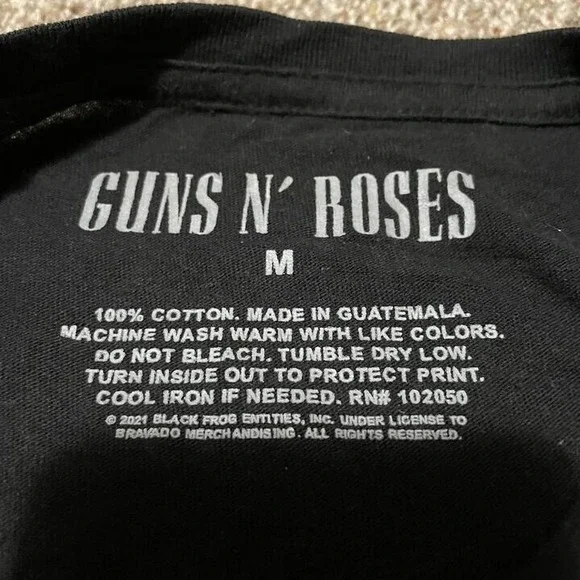 GUNS N' ROSES
M
100% COTTON. MADE IN GUATEMALA.
MACHINE WASH WARM WITH LIKE COLORS.
DO NOT BLEACH. TUMBLE DRY LOW.
TURN INSIDE OUT TO PROTECT PRINT.
COOL IRON IF NEEDED. RN# 102050
© 2021 BLACK FROG ENTITIES, INC. UNDER LICENSE TO
BRAVADO MERCHANDISING. ALL RIGHTS RESERVED.